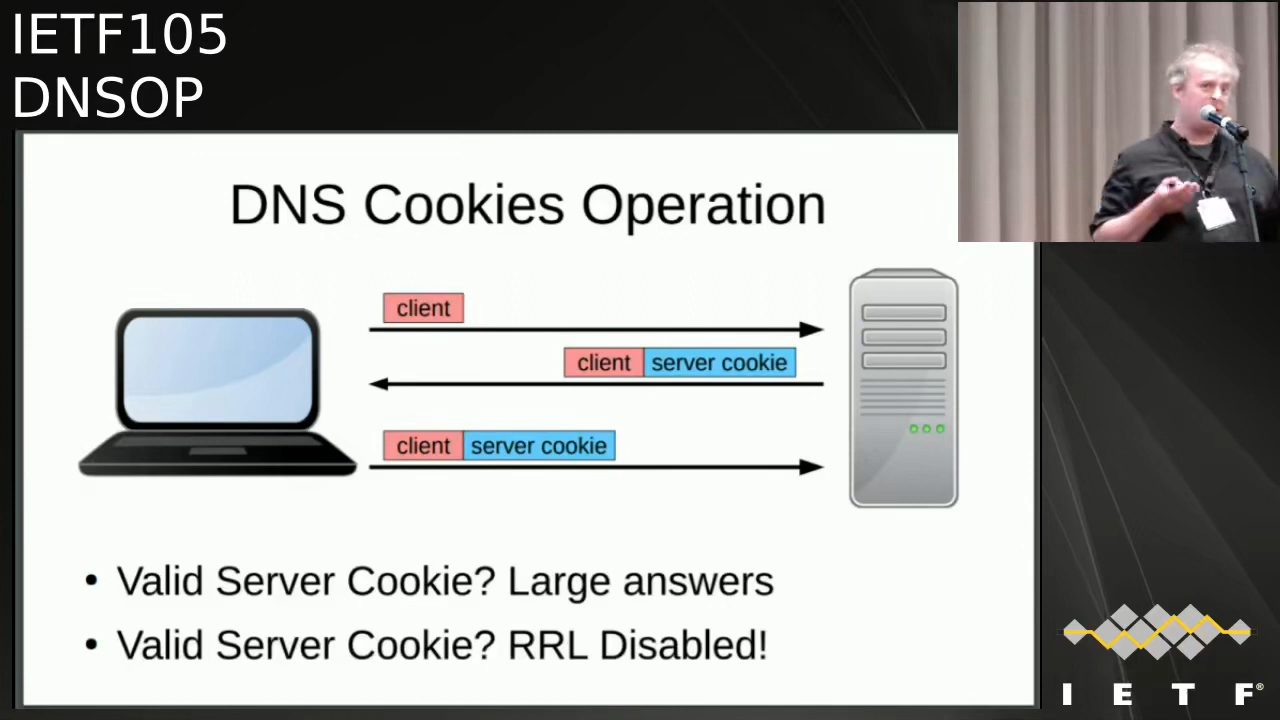 IETF105
DNSOP
DNS Cookies Operation
client
client server cookie
client server cookie
• Valid Server Cookie? Large answers
• Valid Server Cookie? RRL Disabled!
I E T F®